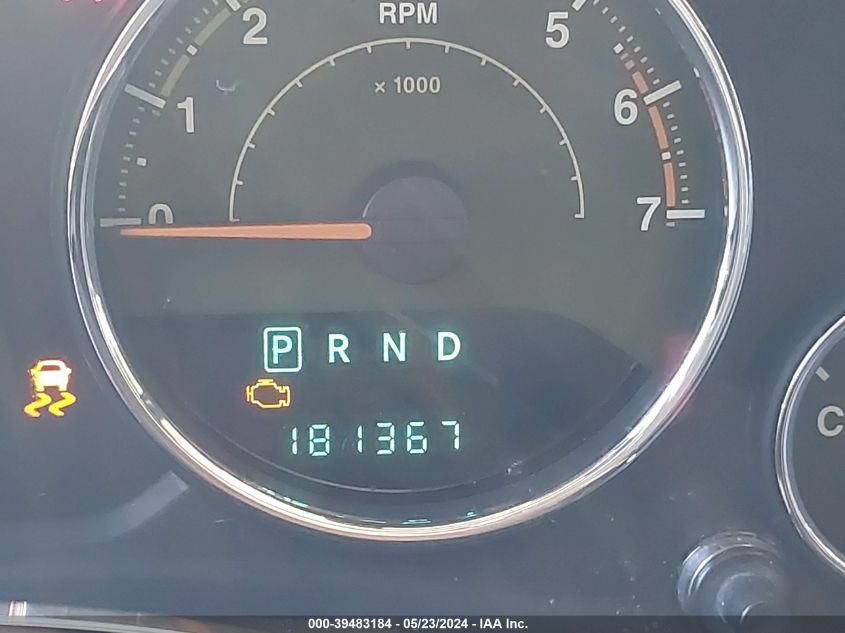 2 RPM 5
× 1000
1 6
0 7
P R N D
181367
C
000-39483184 - 05/23/2024 - IAA Inc.